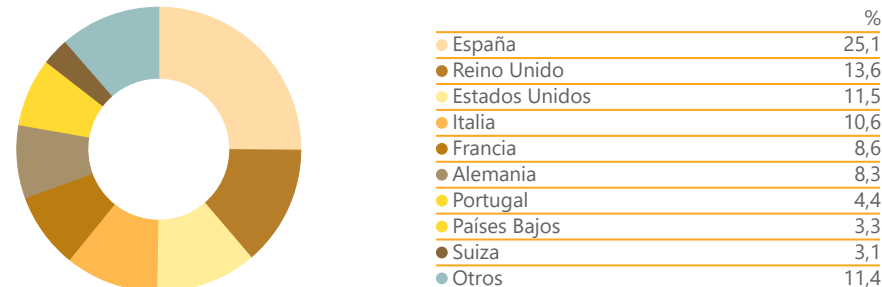 %
España 25,1
Reino Unido 13,6
Estados Unidos 11,5
Italia 10,6
Francia 8,6
Alemania 8,3
Portugal 4,4
Países Bajos 3,3
Suiza 3,1
Otros 11,4